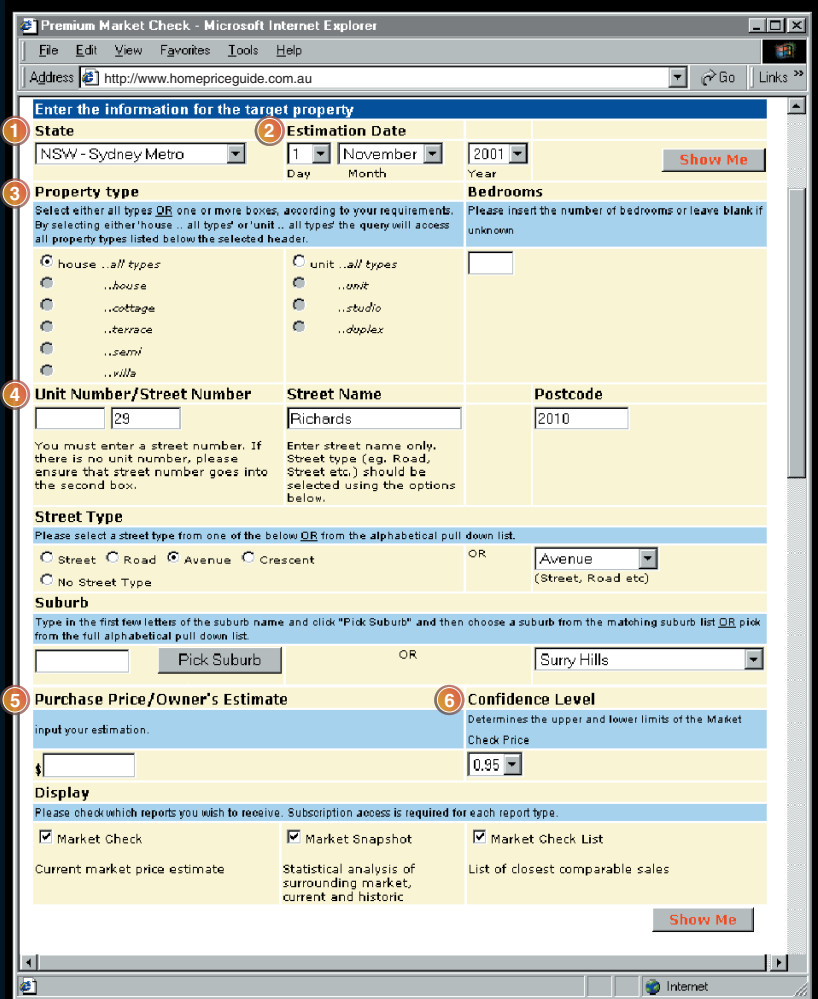 Premium Market Check - Microsoft Internet Explorer
File Edit View Favorites Tools Help
Address http://www.homepriceguide.com.au Go Links »
Enter the information for the target property
1 State 2 Estimation Date
NSW - Sydney Metro 1 November 2001 Show Me
Day Month Year
3 Property type Bedrooms
Select either all types OR one or more boxes, according to your requirements. Please insert the number of bedrooms or leave blank if
By selecting either 'house .. all types' or 'unit .. all types' the query will access unknown
all property types listed below the selected header.
house ..all types unit ..all types
..house ..unit
..cottage ..studio
..terrace ..duplex
..semi
..villa
4 Unit Number/Street Number Street Name Postcode
29 Richards 2010
You must enter a street number. If Enter street name only.
there is no unit number, please Street type (eg. Road,
ensure that street number goes into Street etc.) should be
the second box. selected using the options
below.
Street Type
Please select a street type from one of the below OR from the alphabetical pull down list.
Street Road Avenue Crescent OR Avenue
No Street Type (Street, Road etc)
Suburb
Type in the first few letters of the suburb name and click "Pick Suburb" and then choose a suburb from the matching suburb list OR pick
from the full alphabetical pull down list.
Pick Suburb OR Surry Hills
5 Purchase Price/Owner's Estimate 6 Confidence Level
input your estimation. Determines the upper and lower limits of the Market
Check Price
$ 0.95
Display
Please check which reports you wish to receive. Subscription access is required for each report type.
Market Check Market Snapshot Market Check List
Current market price estimate Statistical analysis of List of closest comparable sales
surrounding market,
current and historic
Show Me
Internet